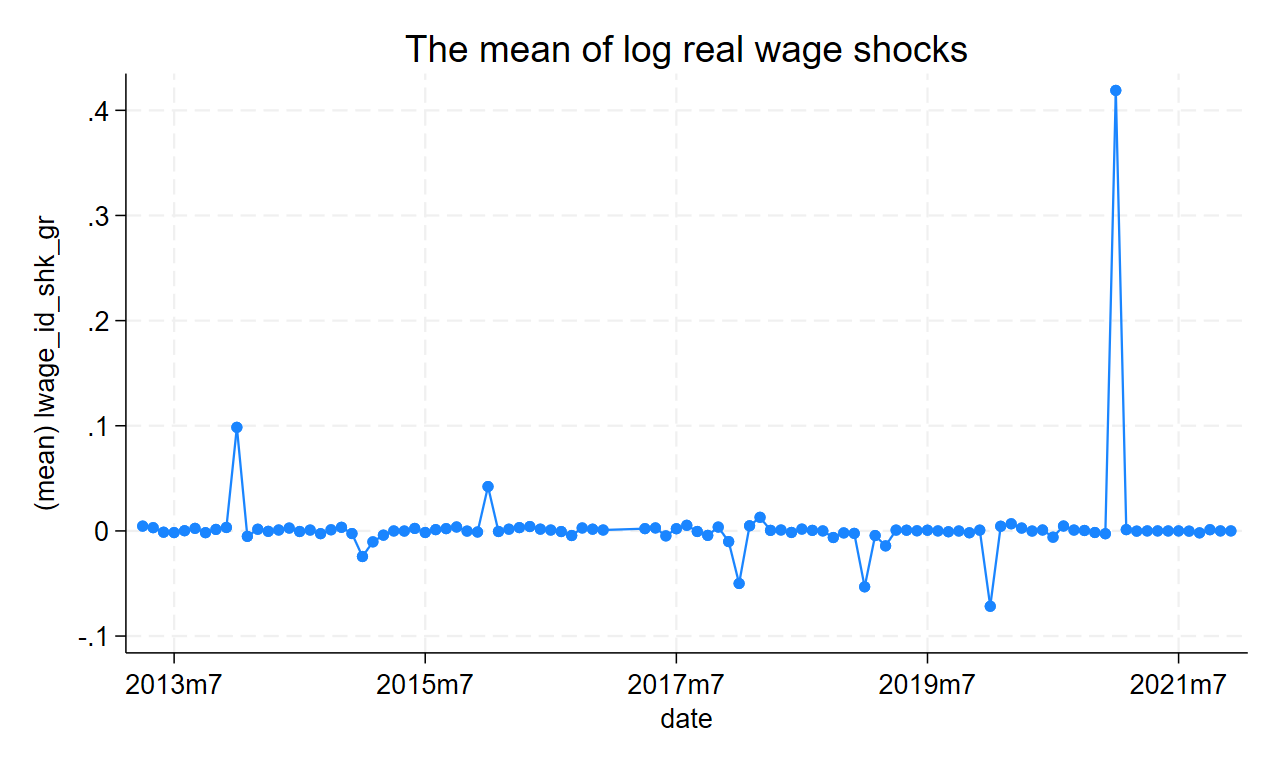 The mean of log real wage shocks
(mean) lwage_id_shk_gr
.4
.3
.2
.1
0
-.1
2013m7 2015m7 2017m7 2019m7 2021m7
date